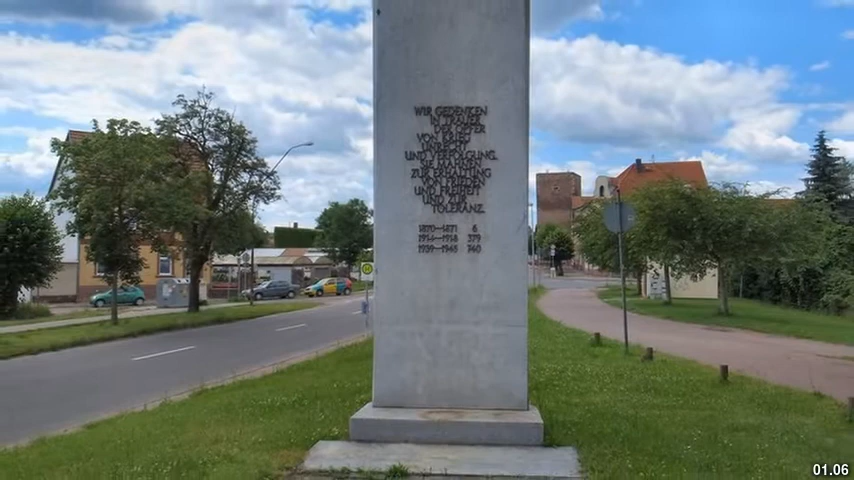 WIR GEDENKEN
IN TRAUER
DER OPFER
VON KRIEG
UNRECHT
UND VERFOLGUNG.
SIE MAHNEN
ZUR ERHALTUNG
VON FRIEDEN
UND FREIHEIT
UND ZUR
TOLERANZ.
1870—1871 6
1914—1918 379
1939—1945 740
01.06